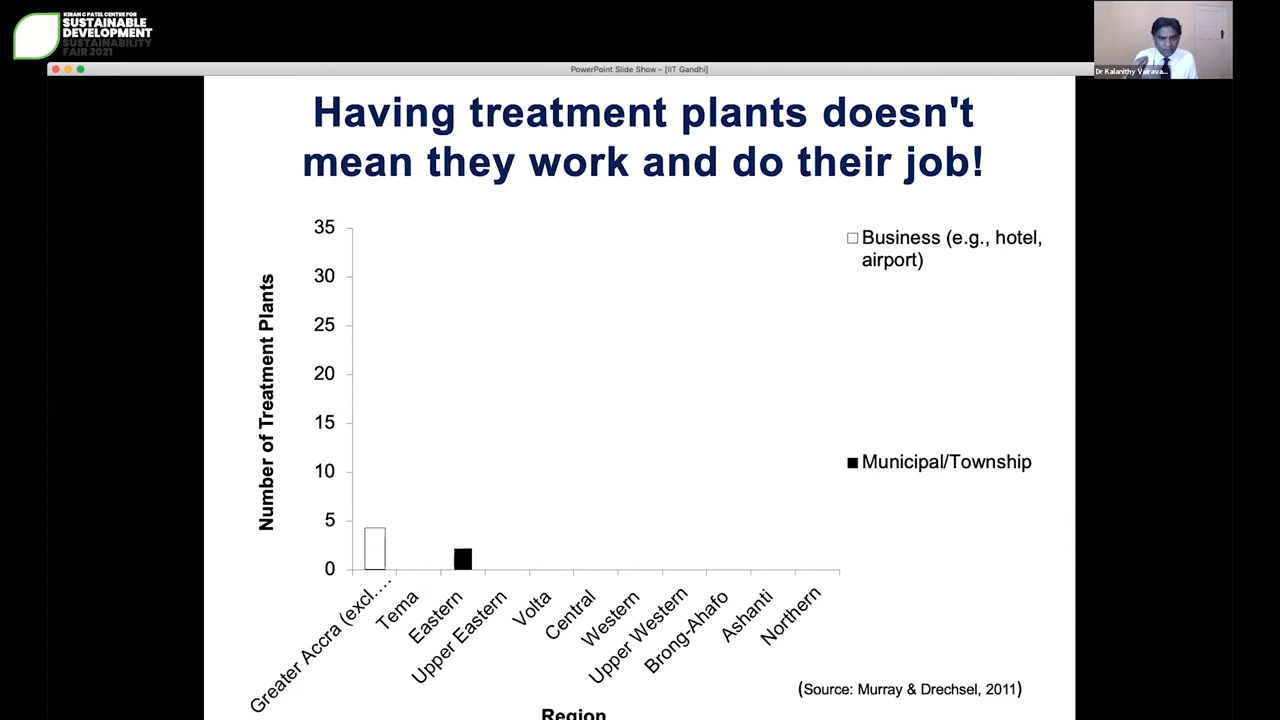 KIRAN C PATEL CENTRE FOR
SUSTAINABLE
DEVELOPMENT
SUSTAINABILITY
FAIR 2021
Dr Kalanithy Vairava...
PowerPoint Slide Show – [IIT Gandhi]
Having treatment plants doesn't
mean they work and do their job!
Number of Treatment Plants
35
30
25
20
15
10
5
0
Business (e.g., hotel,
airport)
Municipal/Township
Greater Accra (excl....
Tema
Eastern
Upper Eastern
Volta
Central
Western
Upper Western
Brong-Ahafo
Ashanti
Northern
(Source: Murray & Drechsel, 2011)
Region